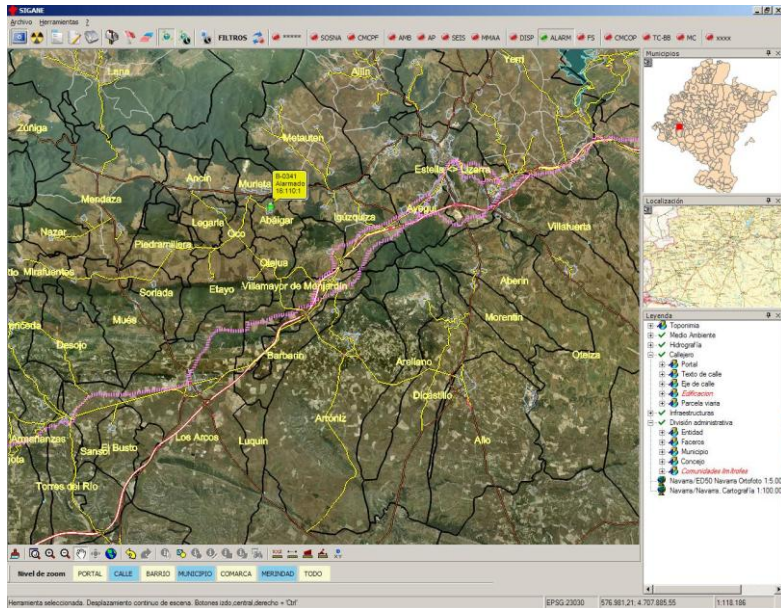 SIGANE
Archivo Herramientas ?
FILTROS ***** SOSNA CMCPF AMB AP SEIS MMAA DISP ALARM FS CMCOP TC-BB MC xxxx
Municipios
Localización
Leyenda
Toponimia
Medio Ambiente
Hidrografía
Callejero
Portal
Texto de calle
Eje de calle
Edificacion
Parcela viaria
Infraestructuras
División administrativa
Entidad
Faceros
Municipio
Concejo
Comunidades limítrofes
Navarra/ED50 Navarra Ortofoto 1:5.00
Navarra/Navarra. Cartografía 1:100.00
Lana
Allín
Yerri
Zúñiga
Metauten
Ancín
Murieta
B-0341
Alarmado
18:110:1
Estella <> Lizarra
Mendaza
Legaria
Abáigar
Igúzquiza
Ayegui
Oco
Nazar
Piedramillera
Villatuerta
Mirafuentes
Olejua
Sorlada
Etayo
Villamayor de Monjardín
Aberin
Mués
Morentin
Desojo
Barbarin
Arellano
Oteiza
Dicastillo
Arróniz
Armañanzas
El Busto
Sansol
Los Arcos
Luquin
Allo
Torres del Río
Nivel de zoom PORTAL CALLE BARRIO MUNICIPIO COMARCA MERINDAD TODO
Herramienta seleccionada. Desplazamiento continuo de escena. Botones izdo,central,derecho + 'Ctrl'
EPSG:23030 576.981,21; 4.707.885,55 1:118.186